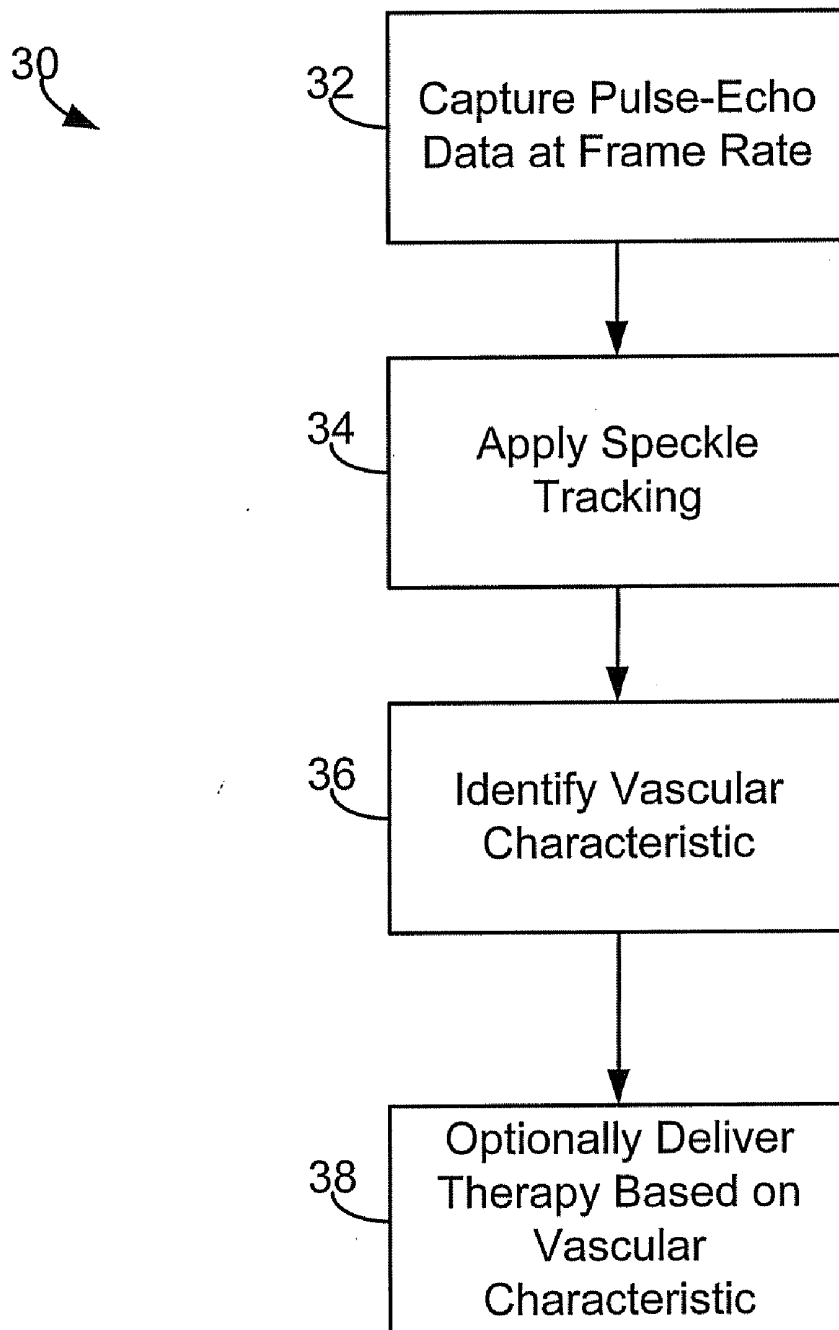 30
32
Capture Pulse-Echo
Data at Frame Rate
34
Apply Speckle
Tracking
36
Identify Vascular
Characteristic
38
Optionally Deliver
Therapy Based on
Vascular
Characteristic